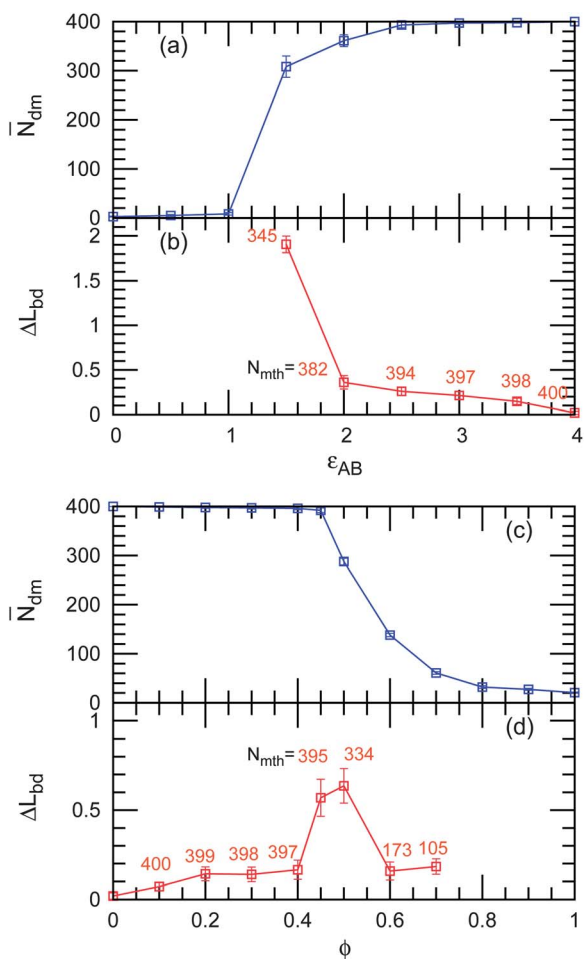 400
(a)
300
N̄dm
200
100
0
2
(b)
345
1.5
ΔLbd
1
0.5
Nmth= 382 394 397 398 400
0
0 1 2 3 4
εAB
400
(c)
300
N̄dm
200
100
0
1
(d)
Nmth= 395 334
ΔLbd
0.5
400 399 398 397 173 105
0
0 0.2 0.4 0.6 0.8 1
ϕ